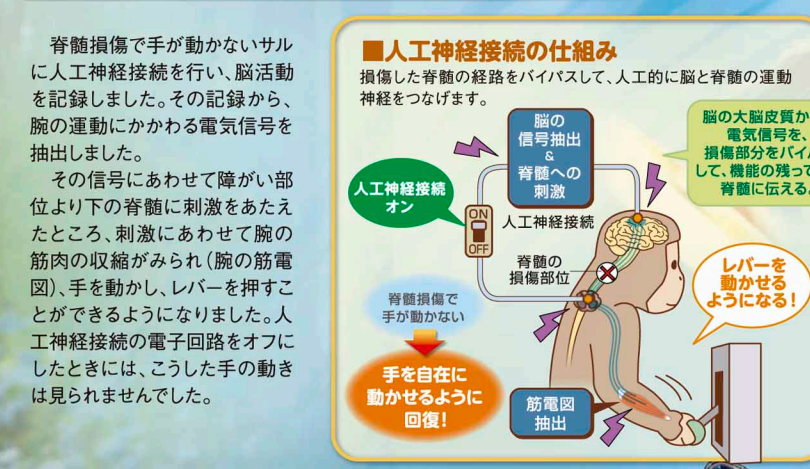 脊髄損傷で手が動かないサル
に人工神経接続を行い、脳活動
を記録しました。その記録から、
腕の運動にかかわる電気信号を
抽出しました。
その信号にあわせて障がい部
位より下の脊髄に刺激をあたえ
たところ、刺激にあわせて腕の
筋肉の収縮がみられ(腕の筋電
図)、手を動かし、レバーを押すこ
とができるようになりました。人
工神経接続の電子回路をオフに
したときには、こうした手の動き
は見られませんでした。
■人工神経接続の仕組み
損傷した脊髄の経路をバイパスして、人工的に脳と脊髄の運動
神経をつなげます。
脳の
信号抽出
&
脊髄への
刺激
脳の大脳皮質か
電気信号を、
損傷部分をバイ
して、機能の残って
脊髄に伝える
人工神経接続
オン
ON
OFF
人工神経接続
脊髄の
損傷部位
レバーを
動かせる
ようになる!
脊髄損傷で
手が動かない
手を自在に
動かせるように
回復!
筋電図
抽出